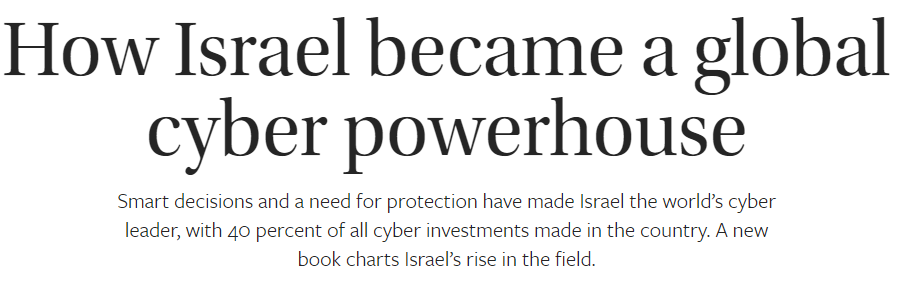 How Israel became a global
cyber powerhouse
Smart decisions and a need for protection have made Israel the world’s cyber
leader, with 40 percent of all cyber investments made in the country. A new
book charts Israel’s rise in the field.